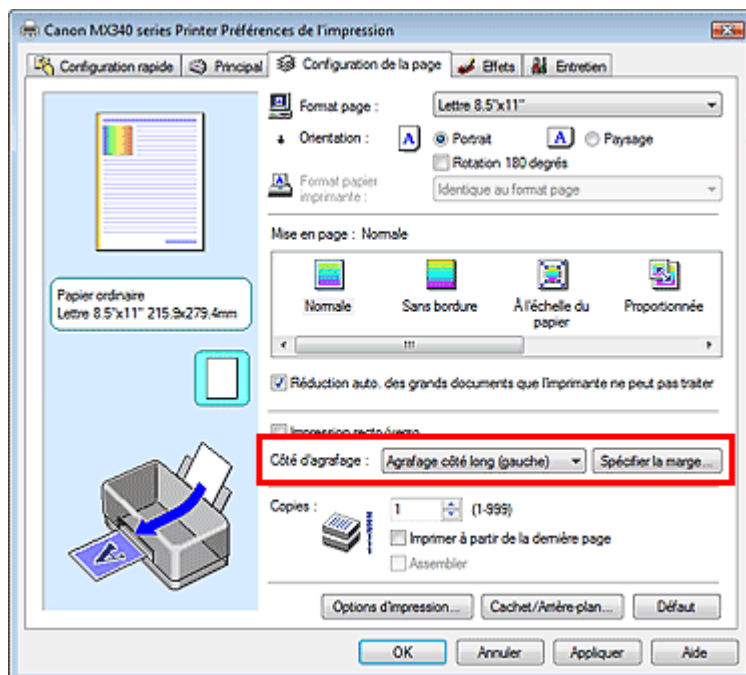 Canon MX340 series Printer Préférences de l'impression
Configuration rapide Principal Configuration de la page Effets Entretien
Format page : Lettre 8.5"x11"
Orientation : A Portrait A Paysage
Rotation 180 degrés
Format papier imprimante : Identique au format page
Mise en page : Normale
Normale Sans bordure À l'échelle du papier Proportionnée
Papier ordinaire
Lettre 8.5"x11" 215.9x279.4mm
Réduction auto. des grands documents que l'imprimante ne peut pas traiter
Impression recto/verso
Côté d'agrafage : Agrafage côté long (gauche) Spécifier la marge...
Copies : 1 (1-999)
Imprimer à partir de la dernière page
Assembler
Options d'impression... Cachet/Arrière-plan... Défaut
OK Annuler Appliquer Aide